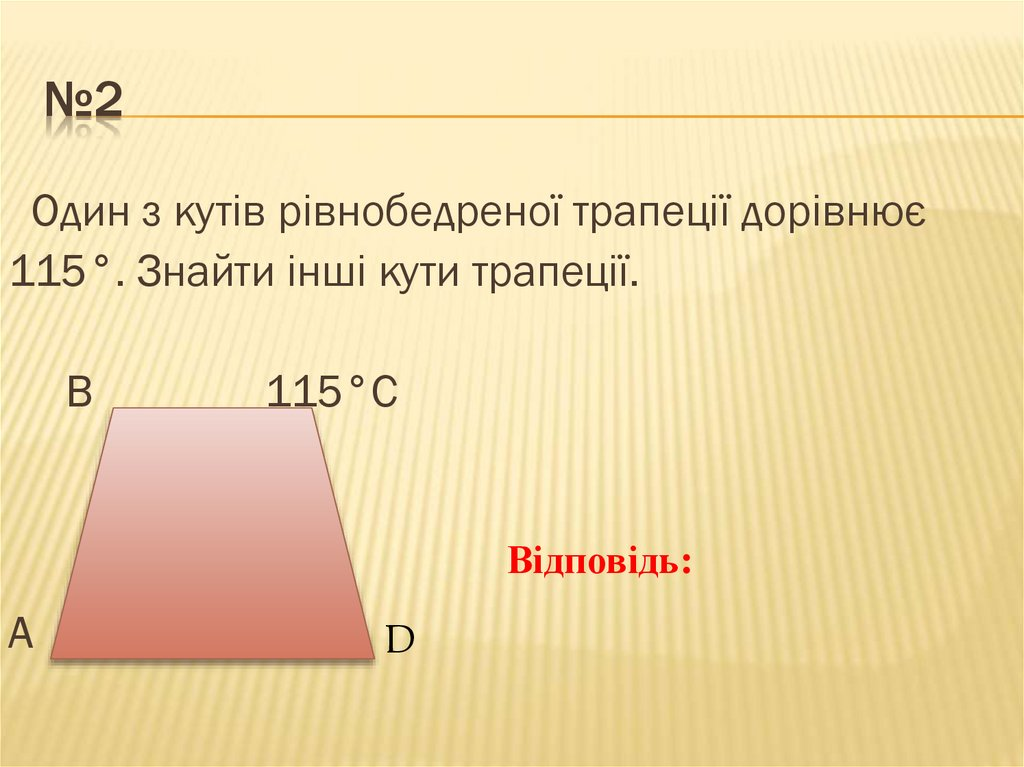 №2
Один з кутів рівнобедреної трапеції дорівнює
115°. Знайти інші кути трапеції.
B 115°C
Відповідь:
A D